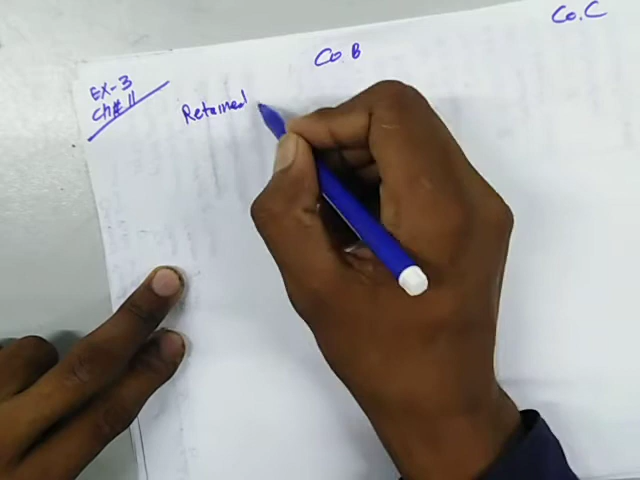 Co. C
Co. B
EX-3
Ch# 11
Retained